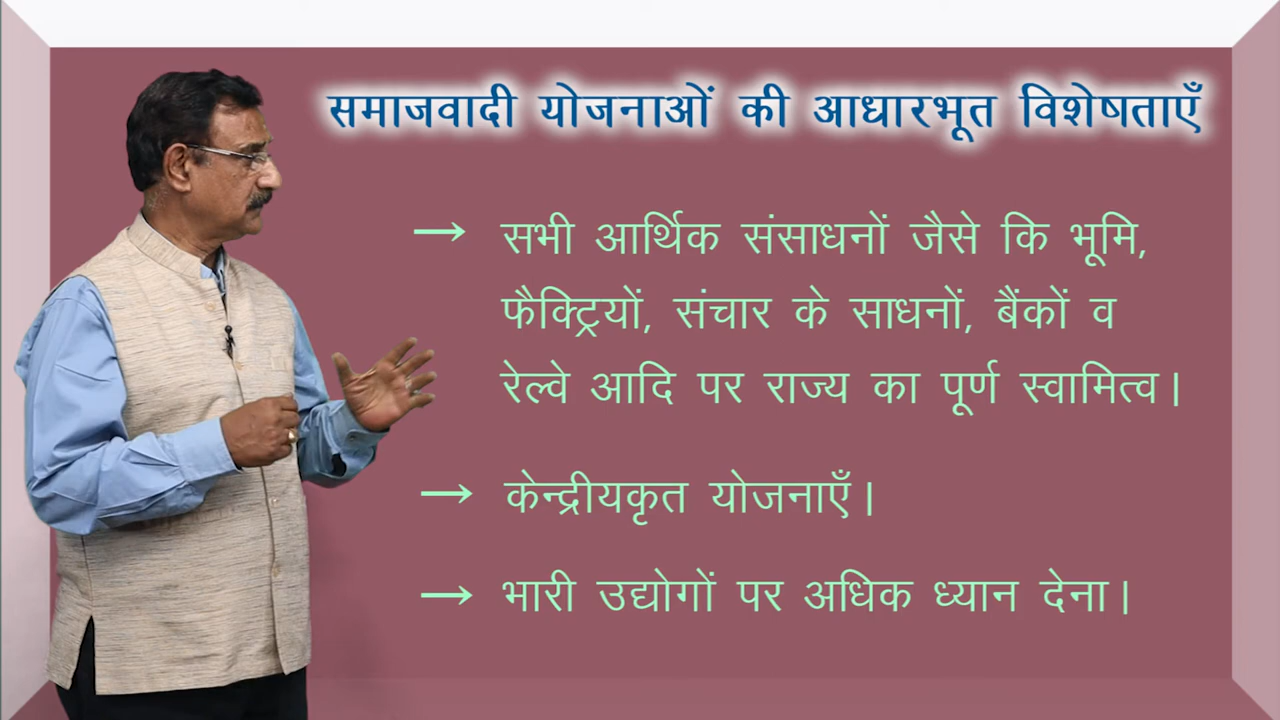 समाजवादी योजनाओं की आधारभूत विशेषताएँ
→ सभी आर्थिक संसाधनों जैसे कि भूमि,
फैक्ट्रियों, संचार के साधनों, बैंकों व
रेल्वे आदि पर राज्य का पूर्ण स्वामित्व।
→ केन्द्रीयकृत योजनाएँ।
→ भारी उद्योगों पर अधिक ध्यान देना।